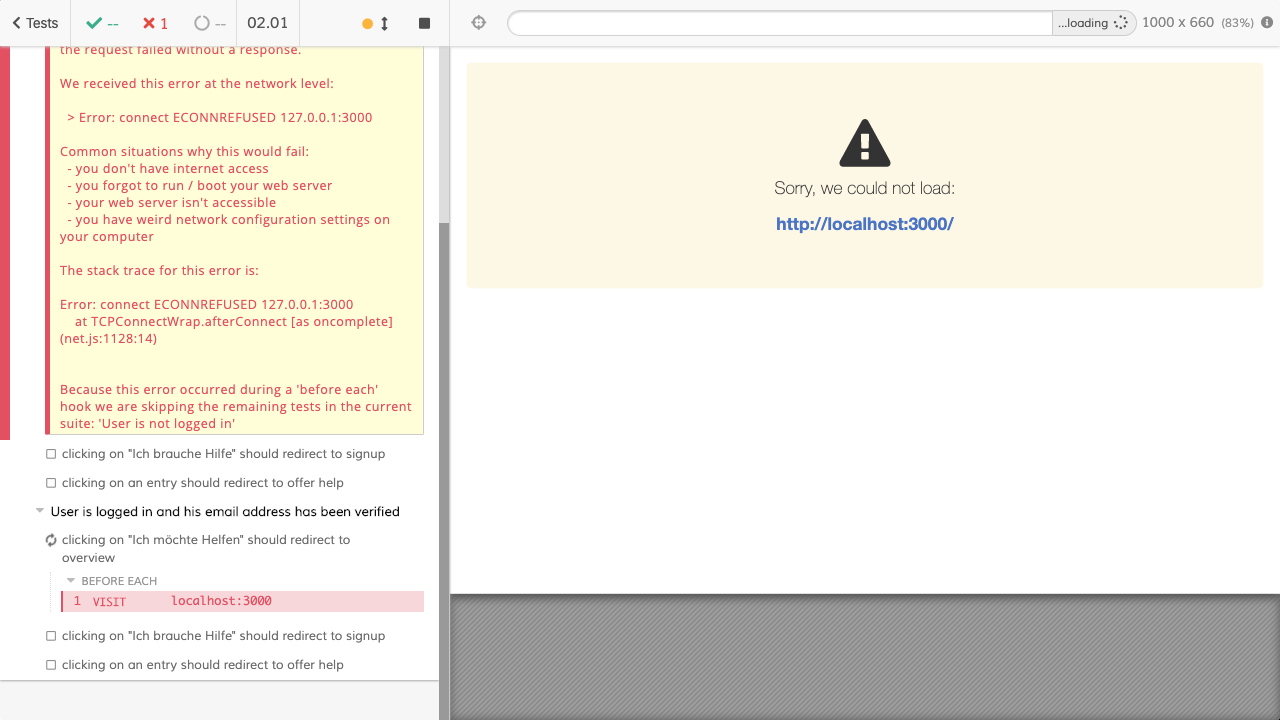 Tests
--
1
--
02.01
...loading
1000 x 660 (83%)
the request failed without a response.
We received this error at the network level:
> Error: connect ECONNREFUSED 127.0.0.1:3000
Common situations why this would fail:
- you don't have internet access
- you forgot to run / boot your web server
- your web server isn't accessible
- you have weird network configuration settings on
your computer
The stack trace for this error is:
Error: connect ECONNREFUSED 127.0.0.1:3000
at TCPConnectWrap.afterConnect [as oncomplete]
(net.js:1128:14)
Because this error occurred during a 'before each'
hook we are skipping the remaining tests in the current
suite: 'User is not logged in'
clicking on "Ich brauche Hilfe" should redirect to signup
clicking on an entry should redirect to offer help
User is logged in and his email address has been verified
clicking on "Ich möchte Helfen" should redirect to
overview
BEFORE EACH
1 VISIT localhost:3000
clicking on "Ich brauche Hilfe" should redirect to signup
clicking on an entry should redirect to offer help
Sorry, we could not load:
http://localhost:3000/